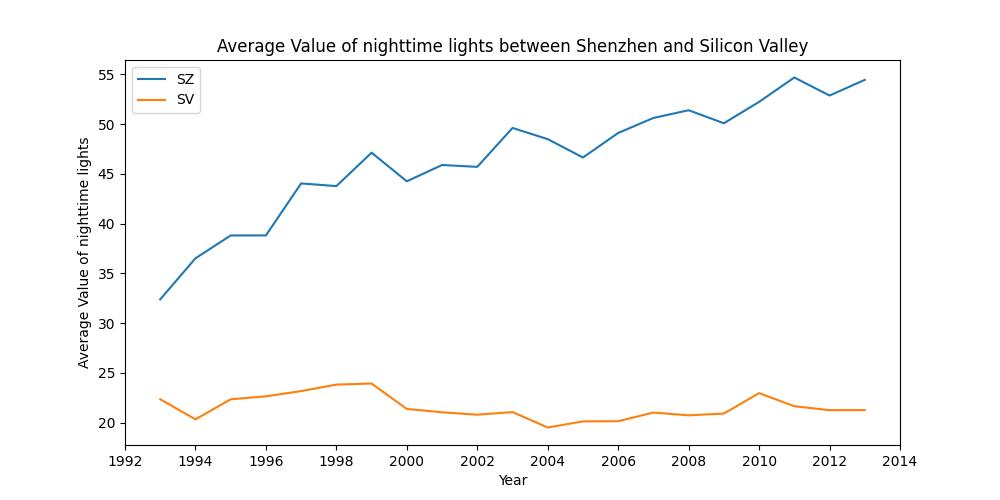 Average Value of nighttime lights between Shenzhen and Silicon Valley
SZ
SV
Average Value of nighttime lights
55
50
45
40
35
30
25
20
1992 1994 1996 1998 2000 2002 2004 2006 2008 2010 2012 2014
Year